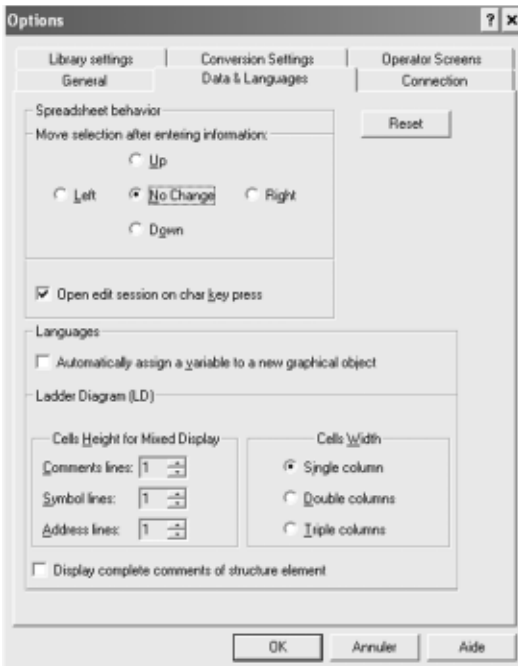 Options
Library settings Conversion Settings Operator Screens
General Data & Languages Connection
Spreadsheet behavior
Reset
Move selection after entering information:
Up
Left No Change Right
Down
Open edit session on char key press
Languages
Automatically assign a variable to a new graphical object
Ladder Diagram (LD)
Cells Height for Mixed Display Cells Width
Comments lines: 1 Single column
Symbol lines: 1 Double columns
Address lines: 1 Triple columns
Display complete comments of structure element
OK Annuler Aide